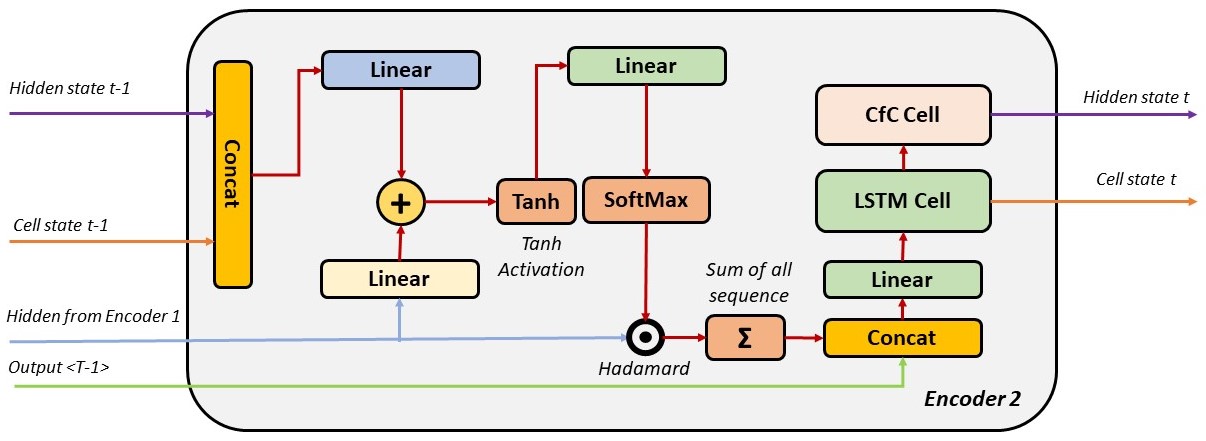 Hidden state t-1
Cell state t-1
Hidden from Encoder 1
Output <T-1>
Concat
Linear
+
Linear
Tanh
Tanh
Activation
Linear
SoftMax
Hadamard
Sum of all
sequence
Σ
CfC Cell
LSTM Cell
Linear
Concat
Encoder 2
Hidden state t
Cell state t